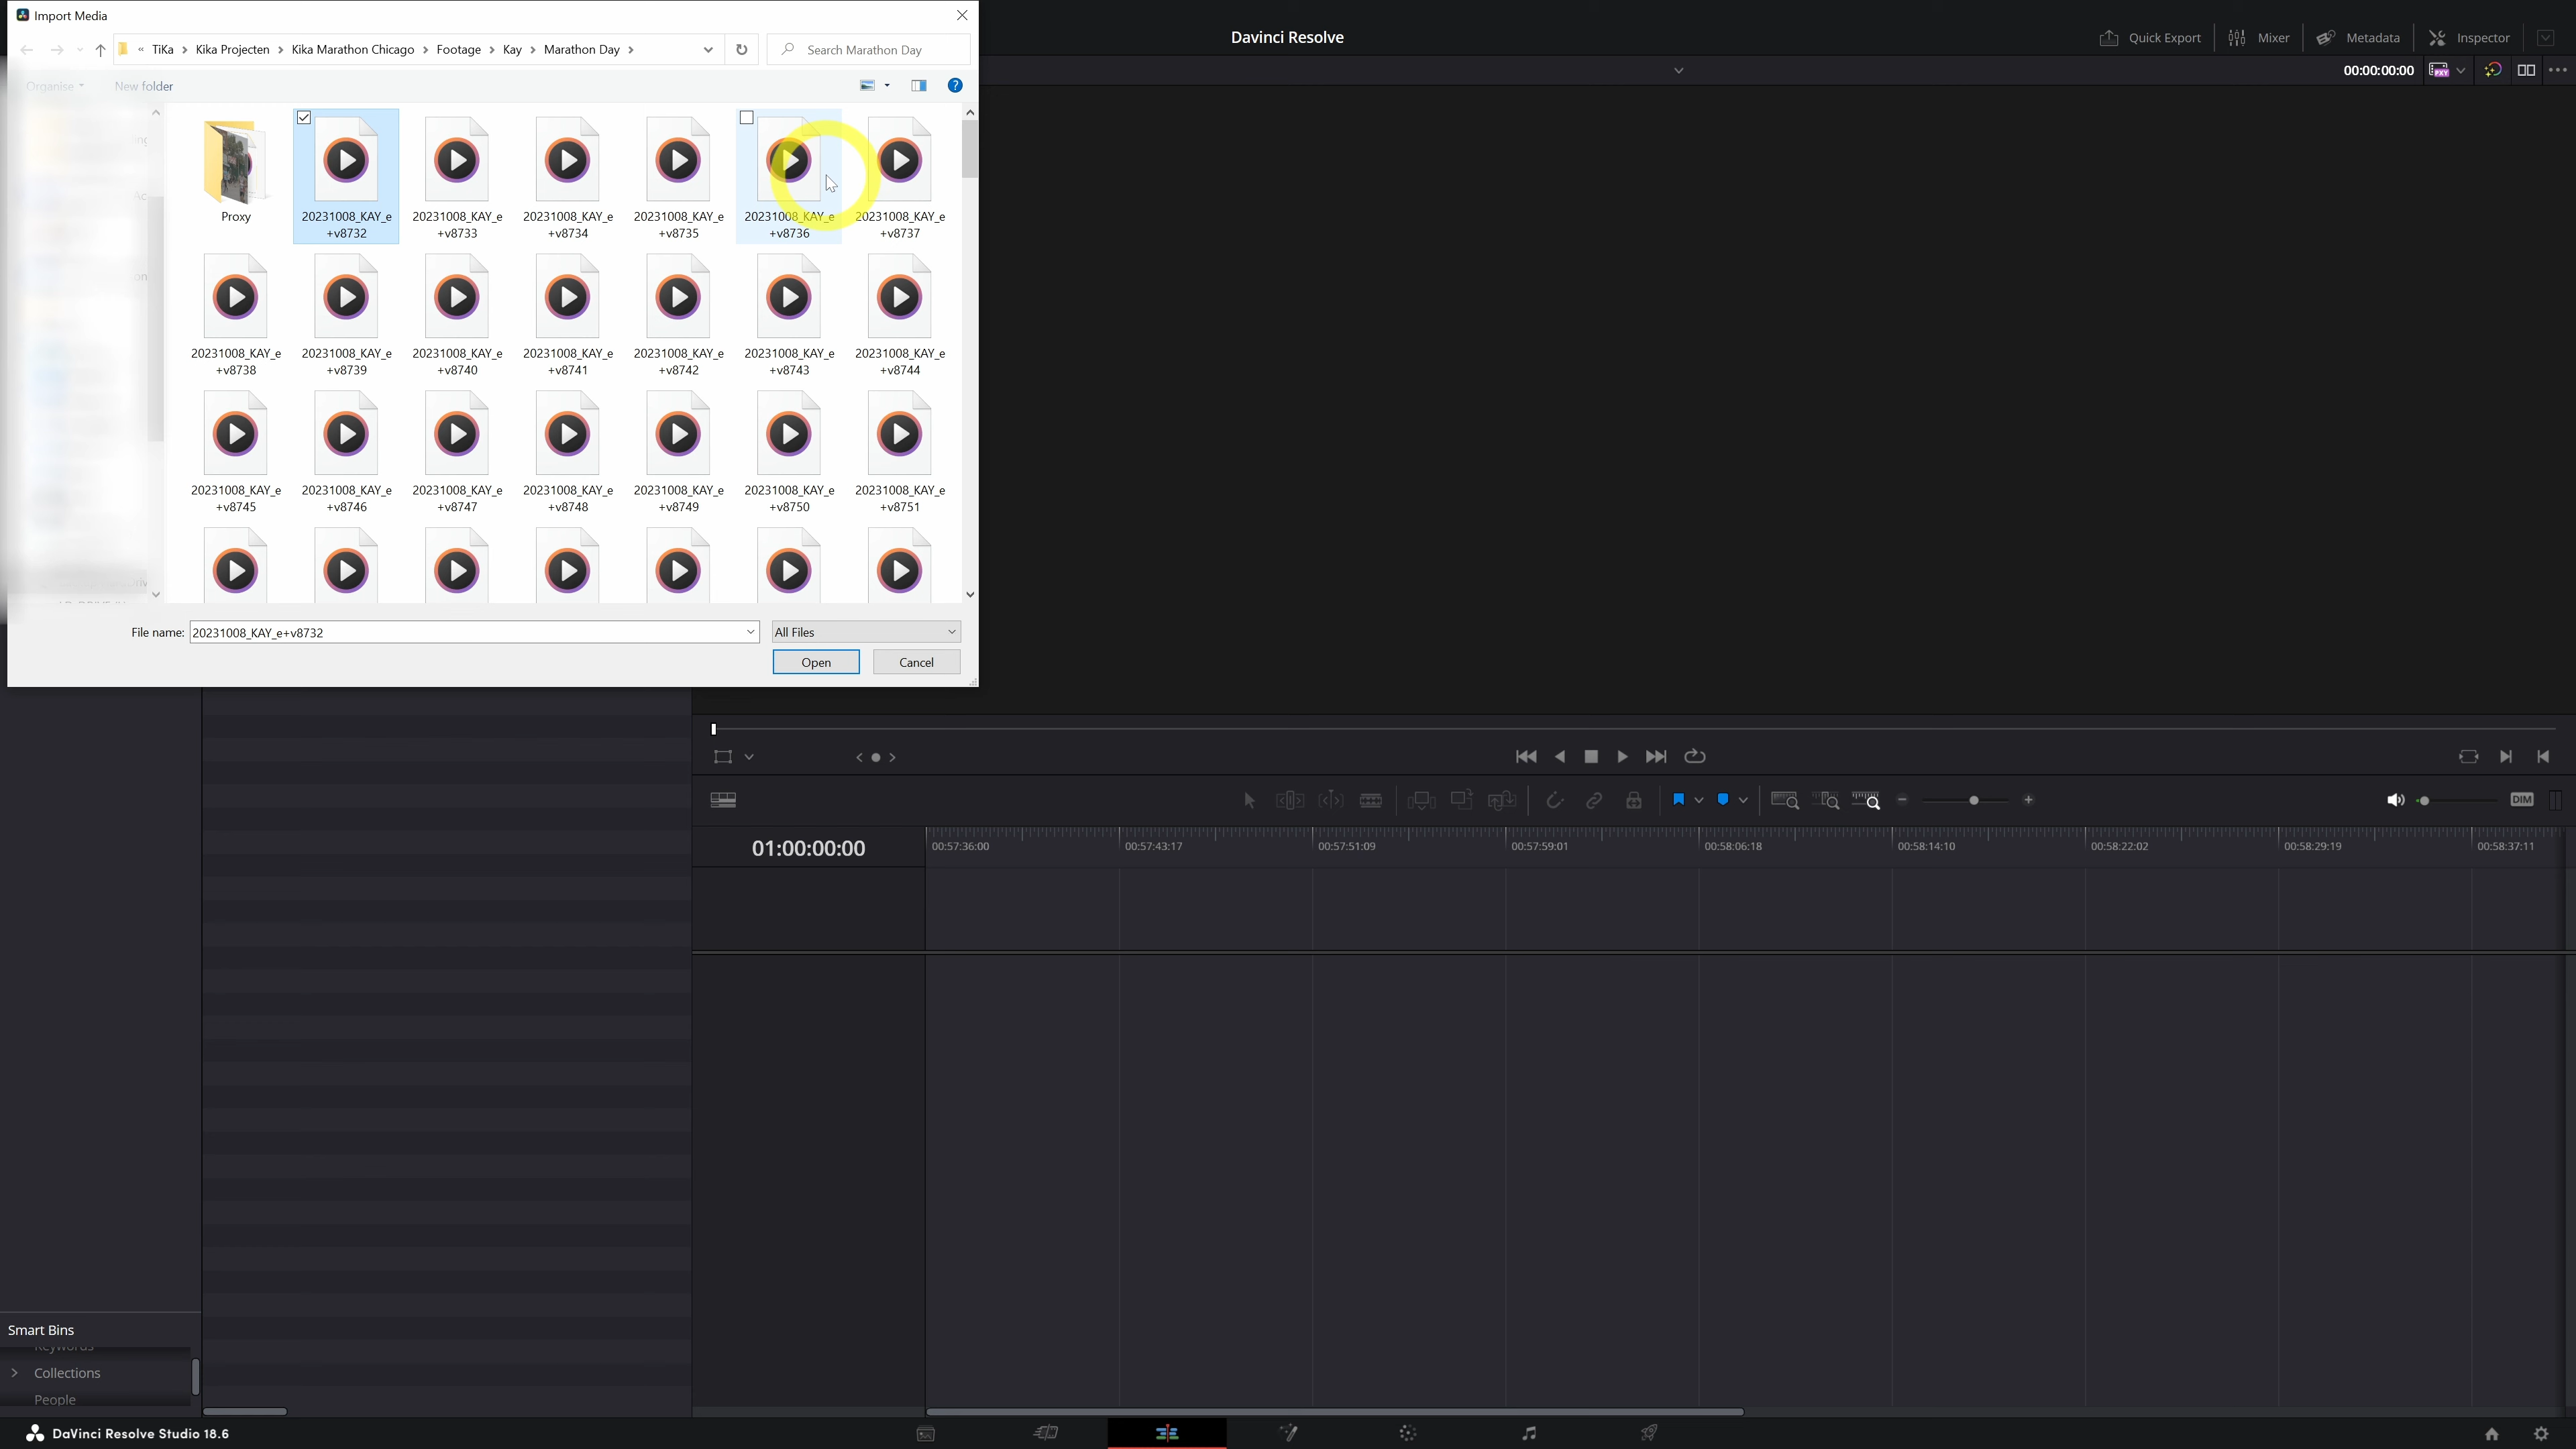 Import Media
Davinci Resolve
Quick Export
Mixer
Metadata
Inspector
« TiKa > Kika Projecten > Kika Marathon Chicago > Footage > Kay > Marathon Day >
Search Marathon Day
00:00:00:00
PXY
Organise
New folder
?
Proxy
20231008_KAY_e
+v8732
20231008_KAY_e
+v8733
20231008_KAY_e
+v8734
20231008_KAY_e
+v8735
20231008_KAY_e
+v8736
20231008_KAY_e
+v8737
20231008_KAY_e
+v8738
20231008_KAY_e
+v8739
20231008_KAY_e
+v8740
20231008_KAY_e
+v8741
20231008_KAY_e
+v8742
20231008_KAY_e
+v8743
20231008_KAY_e
+v8744
20231008_KAY_e
+v8745
20231008_KAY_e
+v8746
20231008_KAY_e
+v8747
20231008_KAY_e
+v8748
20231008_KAY_e
+v8749
20231008_KAY_e
+v8750
20231008_KAY_e
+v8751
File name: 20231008_KAY_e+v8732
All Files
Open
Cancel
DIM
01:00:00:00
00:57:36:00
00:57:43:17
00:57:51:09
00:57:59:01
00:58:06:18
00:58:14:10
00:58:22:02
00:58:29:19
00:58:37:11
Smart Bins
Keywords
Collections
People
DaVinci Resolve Studio 18.6